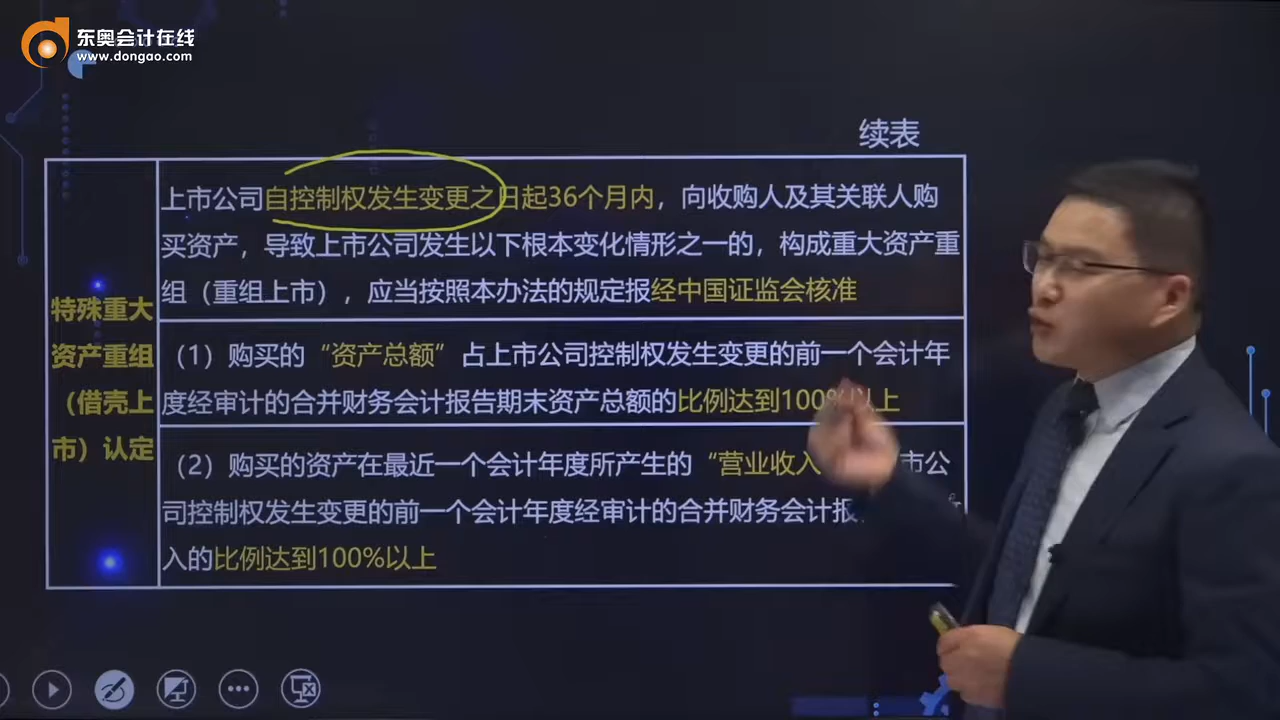 东奥会计在线
www.dongao.com
续表
特殊重大
资产重组
（借壳上
市）认定
上市公司自控制权发生变更之日起36个月内，向收购人及其关联人购
买资产，导致上市公司发生以下根本变化情形之一的，构成重大资产重
组（重组上市），应当按照本办法的规定报经中国证监会核准
（1）购买的“资产总额”占上市公司控制权发生变更的前一个会计年
度经审计的合并财务会计报告期末资产总额的比例达到100%以上
（2）购买的资产在最近一个会计年度所产生的“营业收入 市公
司控制权发生变更的前一个会计年度经审计的合并财务会计报
入的比例达到100%以上